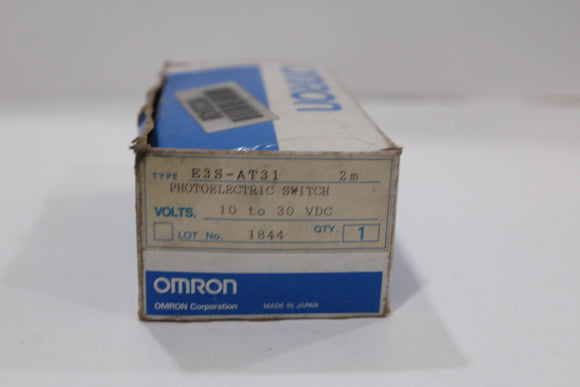 OMRON
TYPE E3S-AT31 2m
PHOTOELECTRIC SWITCH
VOLTS. 10 to 30 VDC
LOT No. 1844 QTY. 1
OMRON
OMRON Corporation MADE IN JAPAN